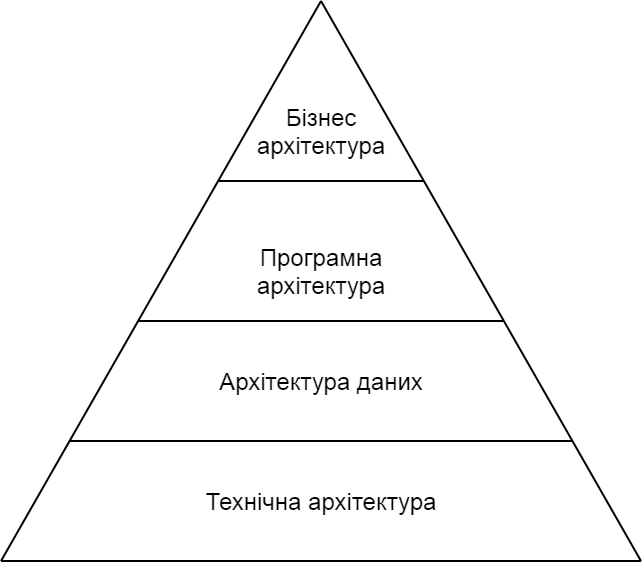 Бізнес
архітектура
Програмна
архітектура
Архітектура даних
Технічна архітектура